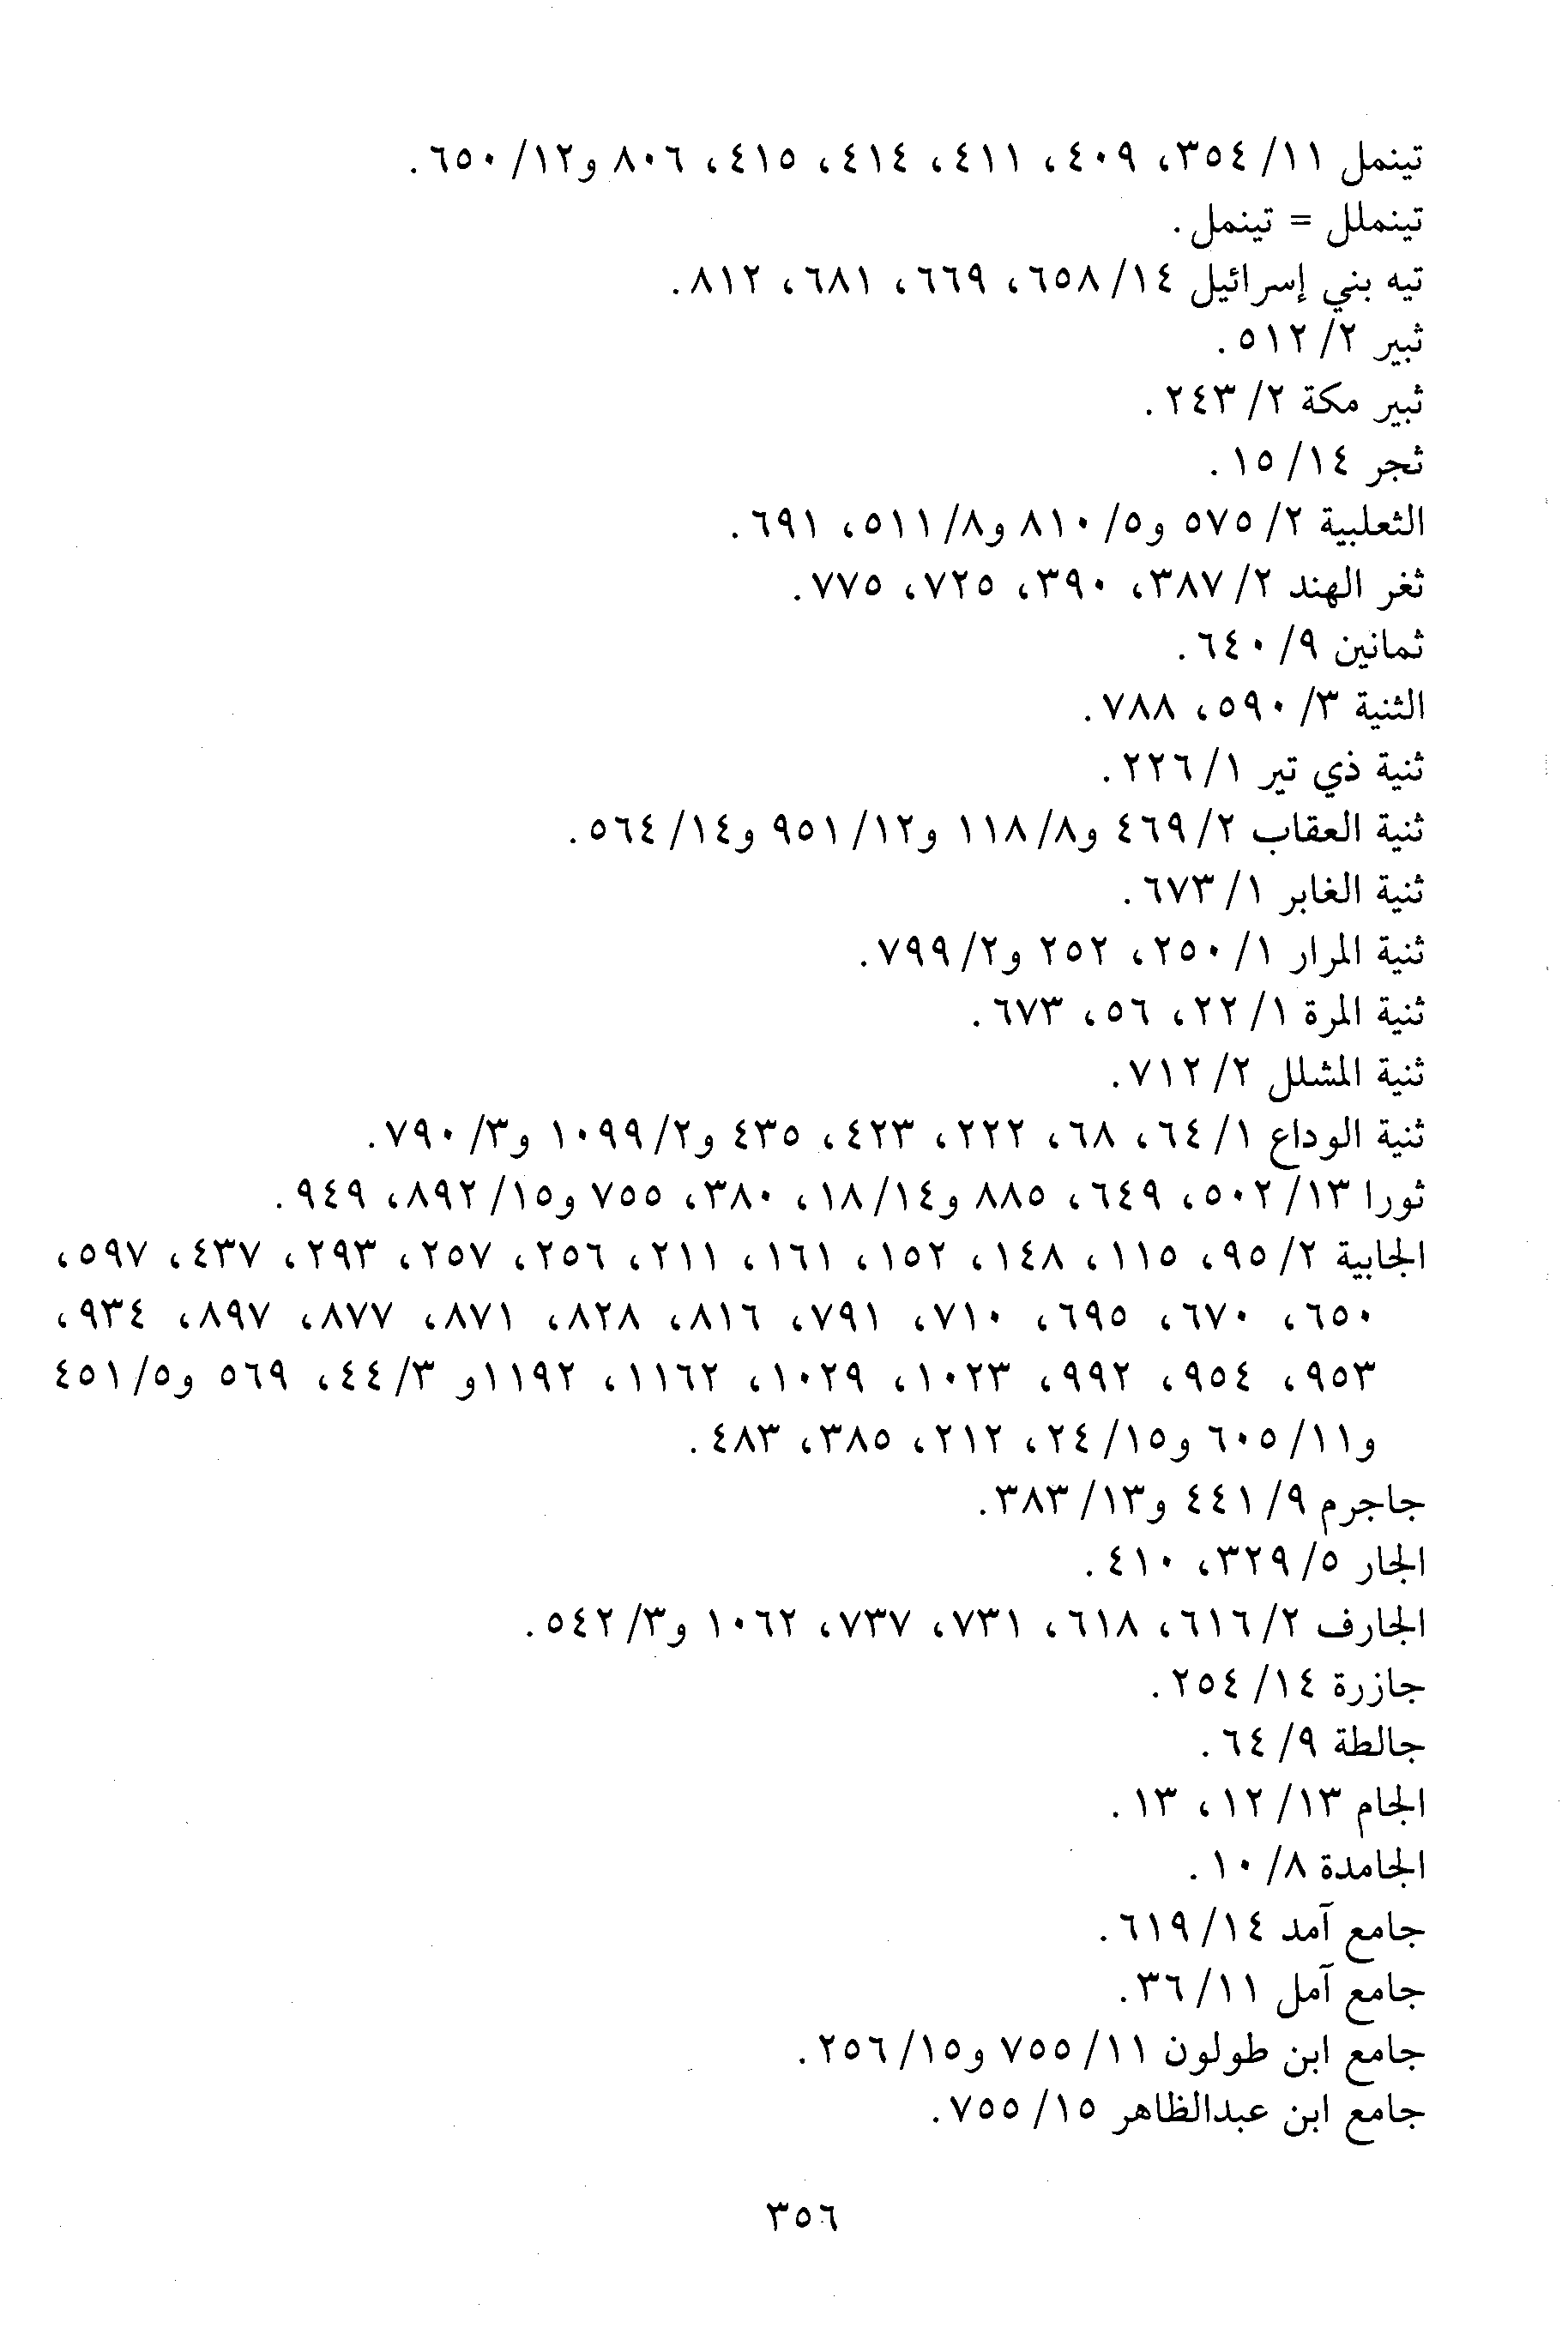 تينمل ١١/ ٣٥٤، ٤٠٩، ٤١١، ٤١٤، ٤١٥، ٨٠٦ و١٢/ ٦٥٠.
تينملل = تينمل.
تيه بني إسرائيل ١٤/ ٦٥٨، ٦٦٩، ٦٨١، ٨١٢.
ثبير ٢/ ٥١٢.
ثبير مكة ٢/ ٢٤٣.
ثجر ١٤/ ١٥.
الثعلبية ٢/ ٥٧٥ و٥/ ٨١٠ و٨/ ٥١١، ٦٩١.
ثغر الهند ٢/ ٣٨٧، ٣٩٠، ٧٢٥، ٧٧٥.
ثمانين ٩/ ٦٤٠.
الثنية ٣/ ٥٩٠، ٧٨٨.
ثنية ذي تير ١/ ٢٢٦.
ثنية العقاب ٢/ ٤٦٩ و٨/ ١١٨ و١٢/ ٩٥١ و١٤/ ٥٦٤.
ثنية الغابر ١/ ٦٧٣.
ثنية المرار ١/ ٢٥٠، ٢٥٢ و٢/ ٧٩٩.
ثنية المرة ١/ ٢٢، ٥٦، ٦٧٣.
ثنية المشلل ٢/ ٧١٢.
ثنية الوداع ١/ ٦٤، ٦٨، ٢٢٢، ٤٢٣، ٤٣٥ و٢/ ١٠٩٩ و٣/ ٧٩٠.
ثورا ١٣/ ٥٠٢، ٦٤٩، ٨٨٥ و١٤/ ١٨، ٣٨٠، ٧٥٥ و١٥/ ٨٩٢، ٩٤٩.
الجابية ٢/ ٩٥، ١١٥، ١٤٨، ١٥٢، ١٦١، ٢١١، ٢٥٦، ٢٥٧، ٢٩٣، ٤٣٧، ٥٩٧،
٦٥٠، ٦٧٠، ٦٩٥، ٧١٠، ٧٩١، ٨١٦، ٨٢٨، ٨٧١، ٨٧٧، ٨٩٧، ٩٣٤،
٩٥٣، ٩٥٤، ٩٩٢، ١٠٢٣، ١٠٢٩، ١١٦٢، ١١٩٢و ٣/ ٤٤، ٥٦٩ و٥/ ٤٥١
و١١/ ٦٠٥ و١٥/ ٢٤، ٢١٢، ٣٨٥، ٤٨٣.
جاجرم ٩/ ٤٤١ و١٣/ ٣٨٣.
الجار ٥/ ٣٢٩، ٤١٠.
الجارف ٢/ ٦١٦، ٦١٨، ٧٣١، ٧٣٧، ١٠٦٢ و٣/ ٥٤٢.
جازرة ١٤/ ٢٥٤.
جالطة ٩/ ٦٤.
الجام ١٣/ ١٢، ١٣.
الجامدة ٨/ ١٠.
جامع آمد ١٤/ ٦١٩.
جامع آمل ١١/ ٣٦.
جامع ابن طولون ١١/ ٧٥٥ و١٥/ ٢٥٦.
جامع ابن عبدالظاهر ١٥/ ٧٥٥.
٣٥٦